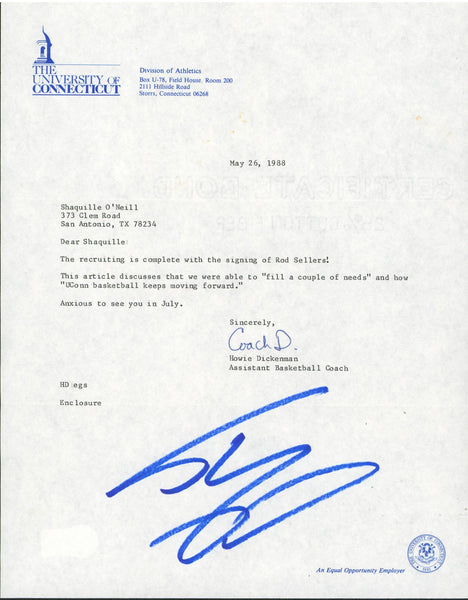 THE
UNIVERSITY OF
CONNECTICUT
Division of Athletics
Box U-78, Field House. Room 200
2111 Hillside Road
Storrs, Connecticut 06268
May 26, 1988
Shaquille O'Neill
373 Clem Road
San Antonio, TX 78234
Dear Shaquille:
The recruiting is complete with the signing of Rod Sellers!
This article discusses that we were able to "fill a couple of needs" and how
"UConn basketball keeps moving forward."
Anxious to see you in July.
Sincerely,
Coach D.
Howie Dickenman
Assistant Basketball Coach
HD:egs
Enclosure
An Equal Opportunity Employer